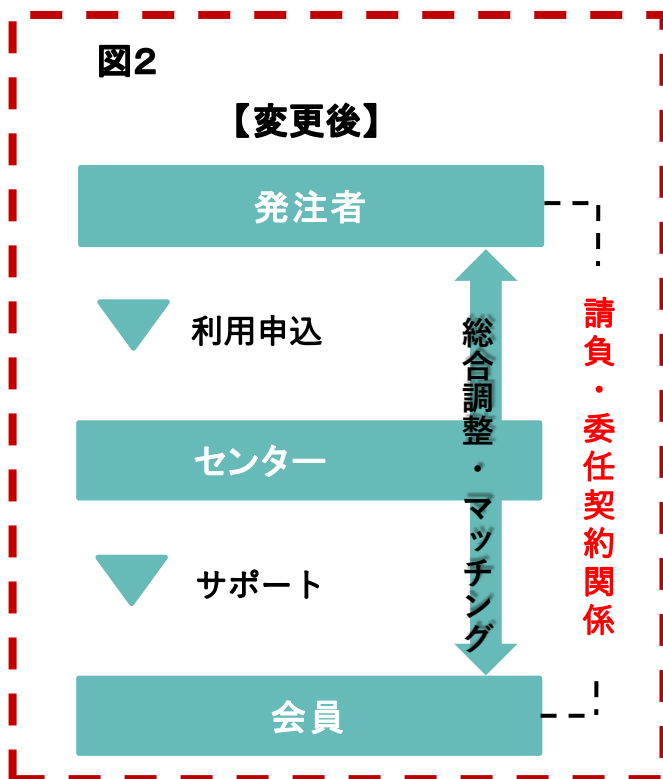 図2
【変更後】
発注者
利用申込
総合調整・マッチング
請負・委任契約関係
センター
サポート
会員